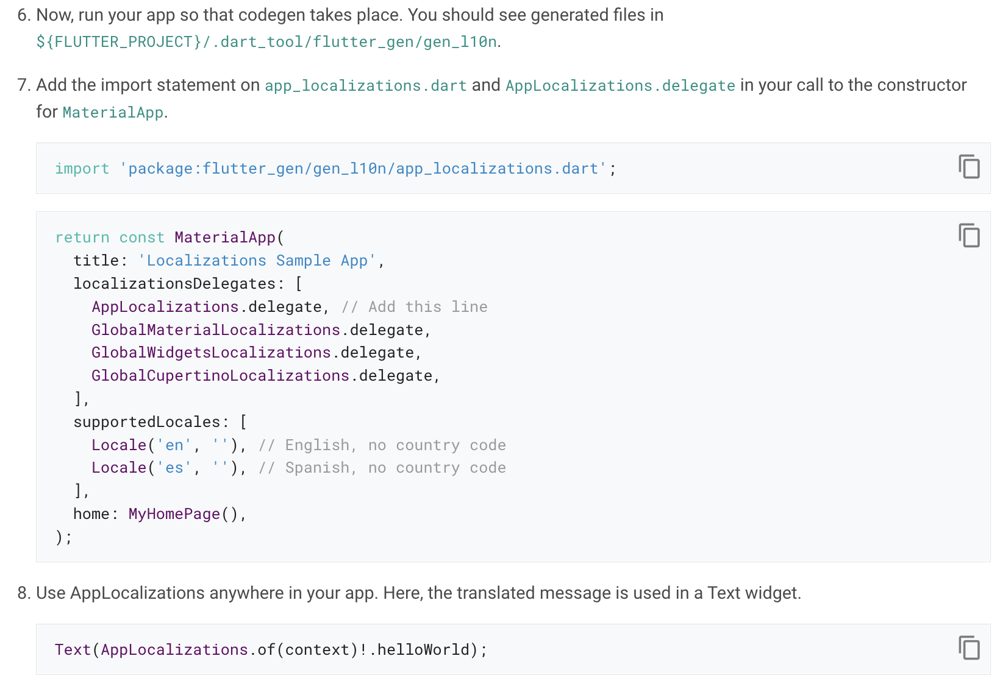 6. Now, run your app so that codegen takes place. You should see generated files in
${FLUTTER_PROJECT}/.dart_tool/flutter_gen/gen_l10n.
7. Add the import statement on app_localizations.dart and AppLocalizations.delegate in your call to the constructor
for MaterialApp.
import 'package:flutter_gen/gen_l10n/app_localizations.dart';
return const MaterialApp(
  title: 'Localizations Sample App',
  localizationsDelegates: [
    AppLocalizations.delegate, // Add this line
    GlobalMaterialLocalizations.delegate,
    GlobalWidgetsLocalizations.delegate,
    GlobalCupertinoLocalizations.delegate,
  ],
  supportedLocales: [
    Locale('en', ''), // English, no country code
    Locale('es', ''), // Spanish, no country code
  ],
  home: MyHomePage(),
);
8. Use AppLocalizations anywhere in your app. Here, the translated message is used in a Text widget.
Text(AppLocalizations.of(context)!.helloWorld);